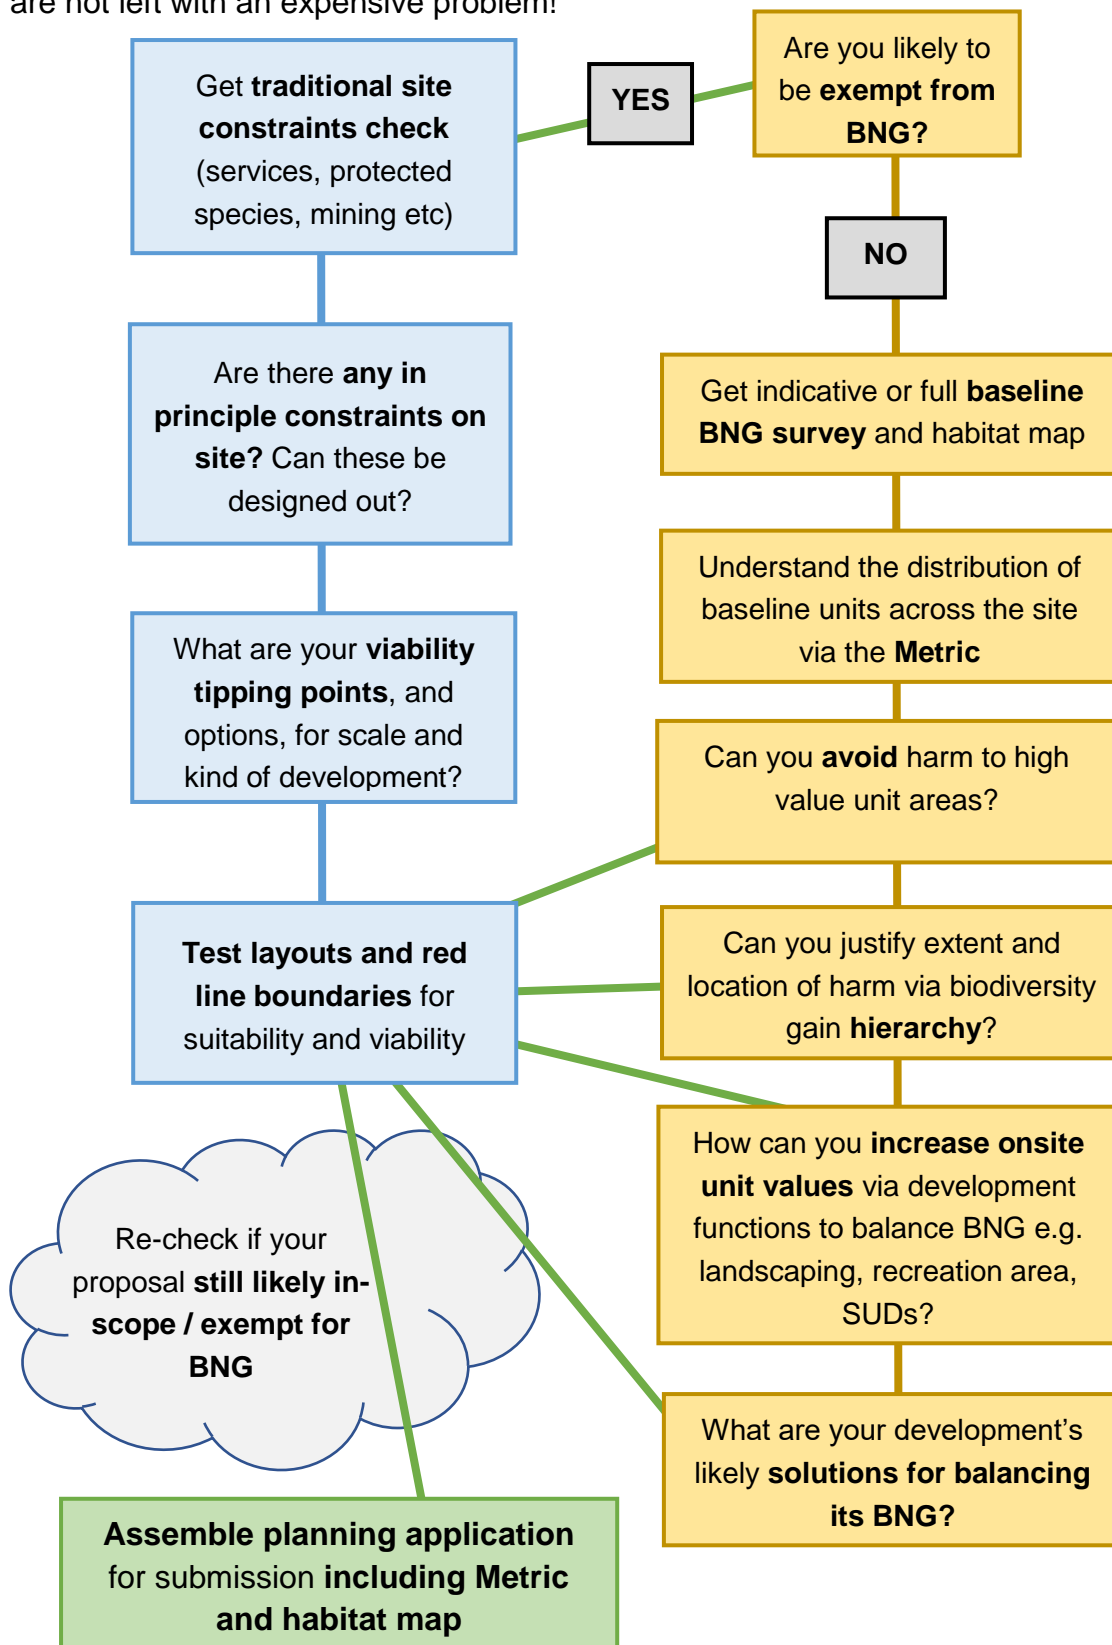 are not left with an expensive problem!
Get traditional site
constraints check
(services, protected
species, mining etc)
YES
Are you likely to
be exempt from
BNG?
NO
Are there any in
principle constraints on
site? Can these be
designed out?
Get indicative or full baseline
BNG survey and habitat map
Understand the distribution of
baseline units across the site
via the Metric
What are your viability
tipping points, and
options, for scale and
kind of development?
Can you avoid harm to high
value unit areas?
Test layouts and red
line boundaries for
suitability and viability
Can you justify extent and
location of harm via biodiversity
gain hierarchy?
How can you increase onsite
unit values via development
functions to balance BNG e.g.
landscaping, recreation area,
SUDs?
Re-check if your
proposal still likely in-
scope / exempt for
BNG
What are your development’s
likely solutions for balancing
its BNG?
Assemble planning application
for submission including Metric
and habitat map